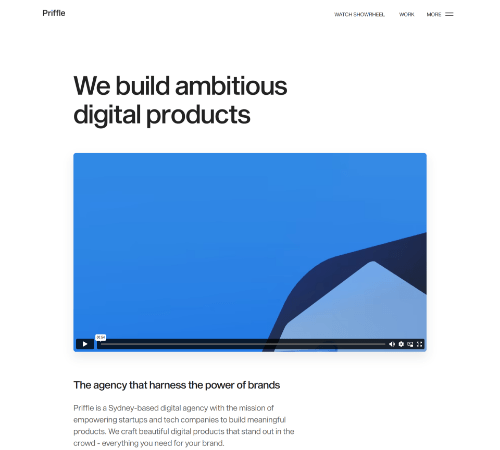 Priffle
WATCH SHOWRHEEL
WORK
MORE
We build ambitious
digital products
The agency that harness the power of brands
Priffle is a Sydney-based digital agency with the mission of
empowering startups and tech companies to build meaningful
products. We craft beautiful digital products that stand out in the
crowd - everything you need for your brand.